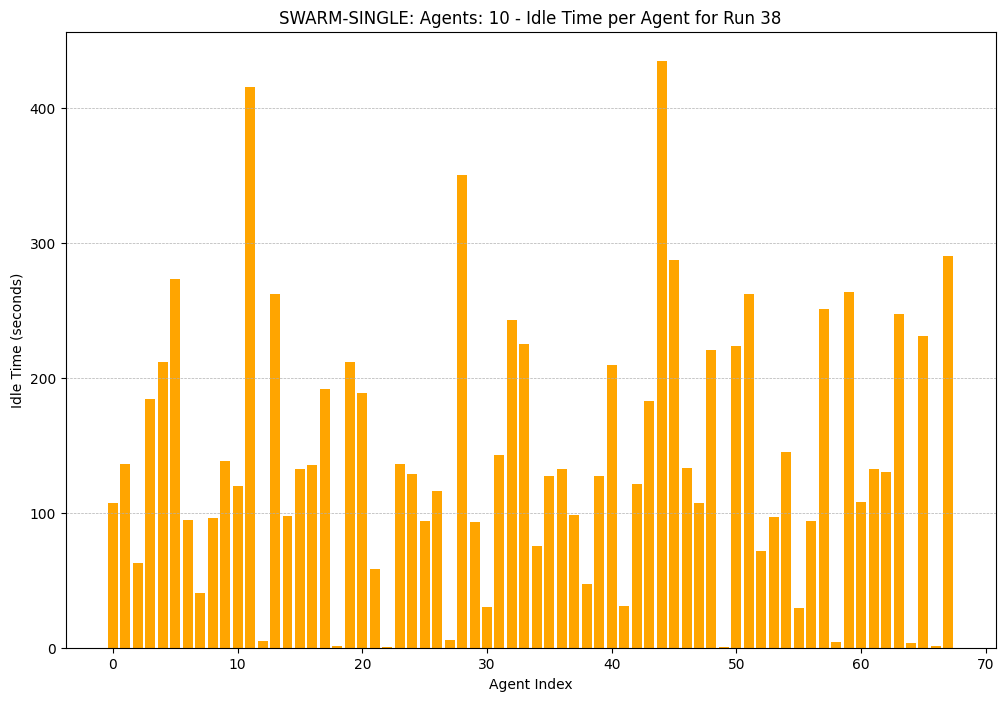 SWARM-SINGLE: Agents: 10 - Idle Time per Agent for Run 38
400
300
200
100
0
Idle Time (seconds)
0 10 20 30 40 50 60 70
Agent Index